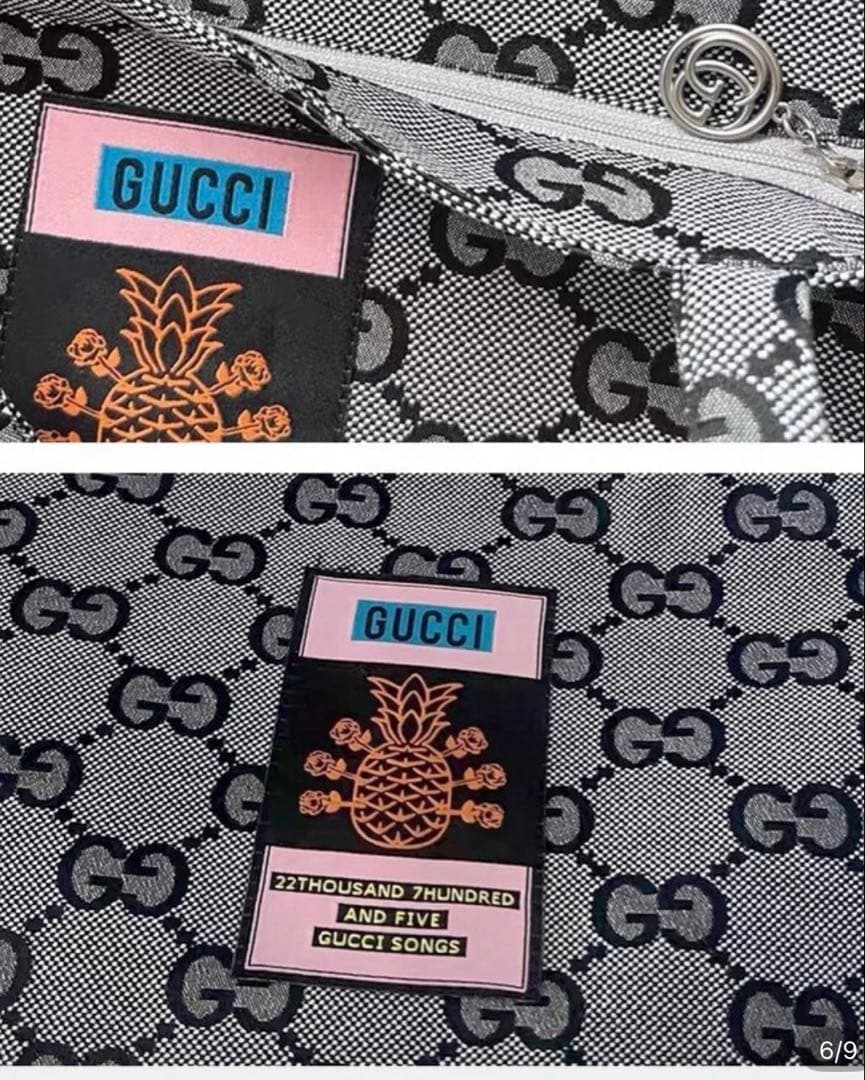 GUCCI
GUCCI
22THOUSAND 7HUNDRED
AND FIVE
GUCCI SONGS
6/9